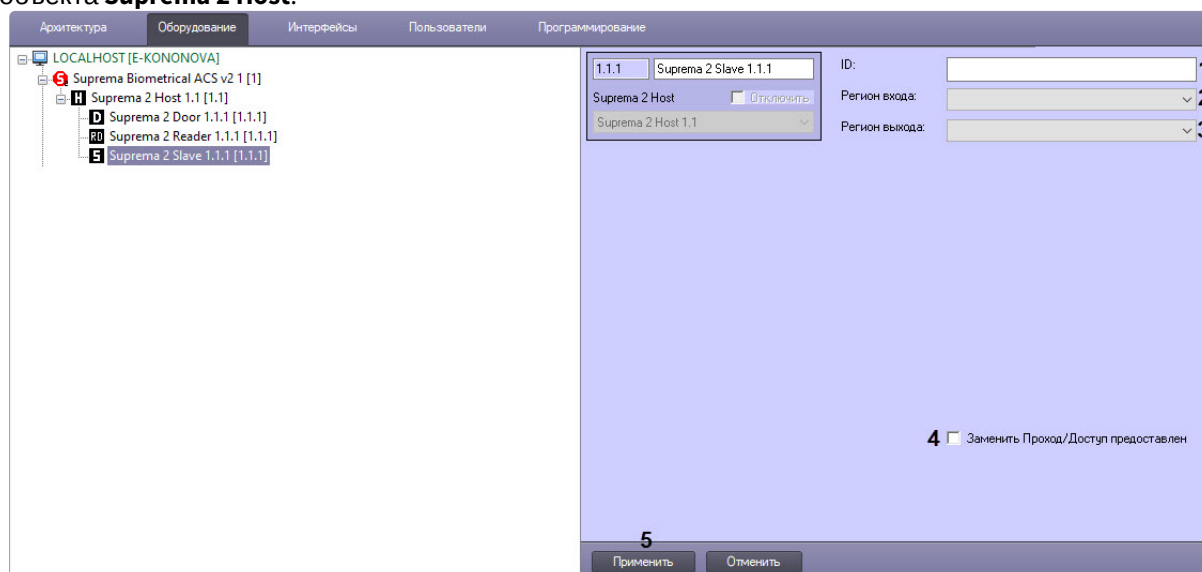 объекта Suprema 2 Host.
Архитектура Оборудование Интерфейсы Пользователи Программирование
LOCALHOST [E-KONONOVA]
Suprema Biometrical ACS v2 1 [1]
Suprema 2 Host 1.1 [1.1]
Suprema 2 Door 1.1.1 [1.1.1]
Suprema 2 Reader 1.1.1 [1.1.1]
Suprema 2 Slave 1.1.1 [1.1.1]
1.1.1 Suprema 2 Slave 1.1.1
Suprema 2 Host Отключить
Suprema 2 Host 1.1
ID: 1
Регион входа: 2
Регион выхода: 3
4 Заменить Проход/Доступ предоставлен
5
Применить Отменить